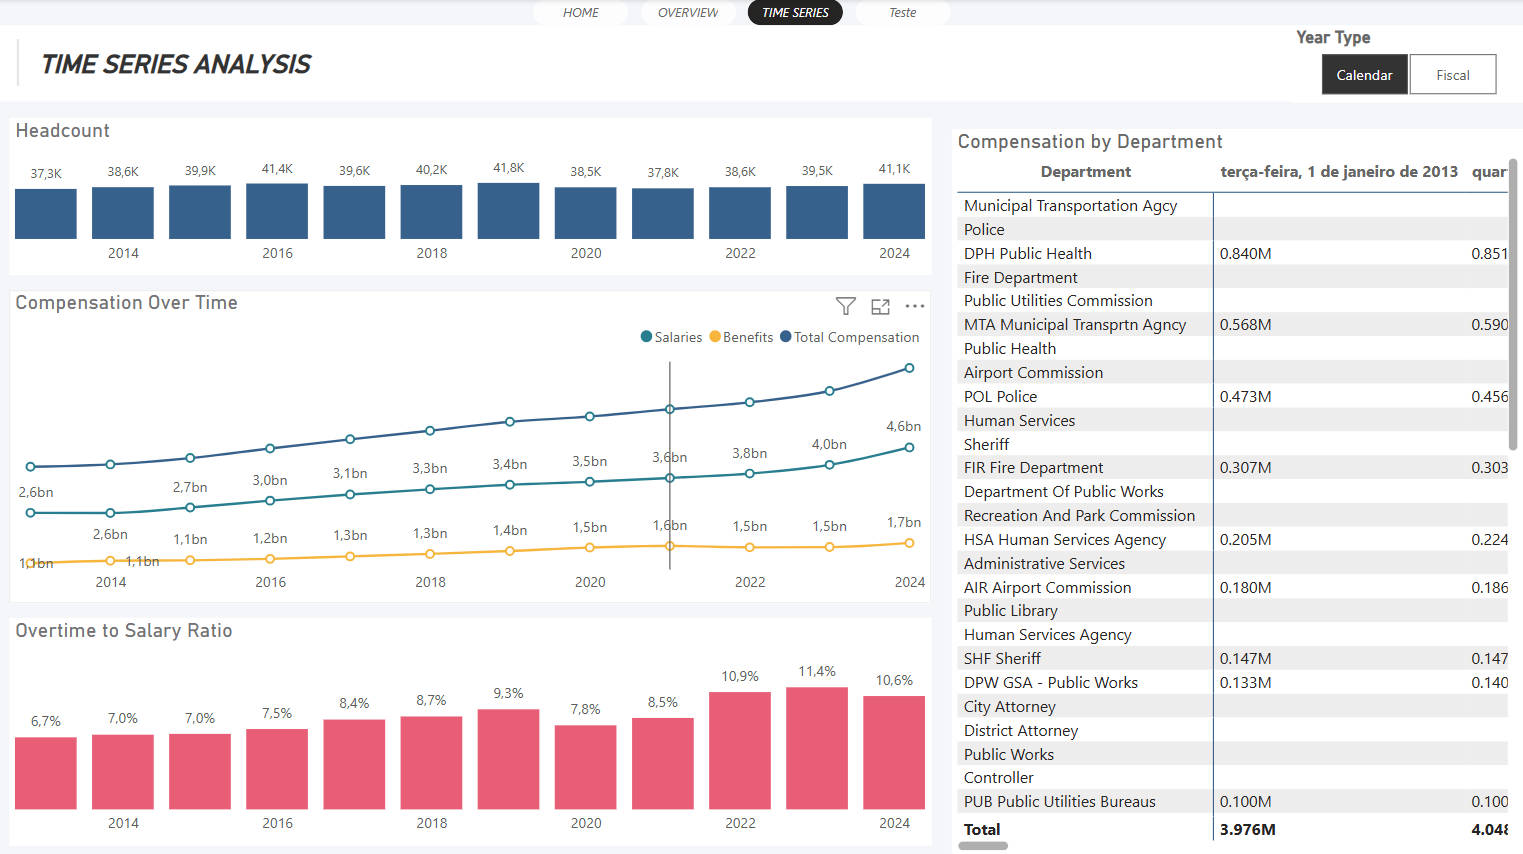 HOME OVERVIEW TIME SERIES Teste
TIME SERIES ANALYSIS
Year Type
Calendar Fiscal
Headcount
37,3K 38,6K 39,9K 41,4K 39,6K 40,2K 41,8K 38,5K 37,8K 38,6K 39,5K 41,1K
2014 2016 2018 2020 2022 2024
Compensation Over Time
Salaries Benefits Total Compensation
2,6bn 2,6bn 2,7bn 3,0bn 3,1bn 3,3bn 3,4bn 3,5bn 3,6bn 3,8bn 4,0bn 4,6bn
1,1bn 1,1bn 1,1bn 1,2bn 1,3bn 1,3bn 1,4bn 1,5bn 1,6bn 1,5bn 1,5bn 1,7bn
2014 2016 2018 2020 2022 2024
Overtime to Salary Ratio
6,7% 7,0% 7,0% 7,5% 8,4% 8,7% 9,3% 7,8% 8,5% 10,9% 11,4% 10,6%
2014 2016 2018 2020 2022 2024
Compensation by Department
Department terça-feira, 1 de janeiro de 2013 quar
Municipal Transportation Agcy
Police
DPH Public Health 0.840M 0.851
Fire Department
Public Utilities Commission
MTA Municipal Transprtn Agncy 0.568M 0.590
Public Health
Airport Commission
POL Police 0.473M 0.456
Human Services
Sheriff
FIR Fire Department 0.307M 0.303
Department Of Public Works
Recreation And Park Commission
HSA Human Services Agency 0.205M 0.224
Administrative Services
AIR Airport Commission 0.180M 0.186
Public Library
Human Services Agency
SHF Sheriff 0.147M 0.147
DPW GSA - Public Works 0.133M 0.140
City Attorney
District Attorney
Public Works
Controller
PUB Public Utilities Bureaus 0.100M 0.100
Total 3.976M 4.048